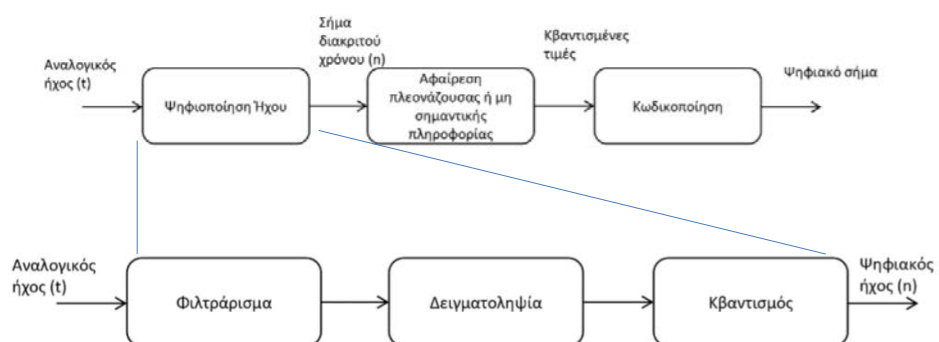 Αναλογικός
ήχος (t)
Ψηφιοποίηση Ήχου
Σήμα
διακριτού
χρόνου (n)
Αφαίρεση
πλεονάζουσας ή μη
σημαντικής
πληροφορίας
Κβαντισμένες
τιμές
Κωδικοποίηση
Ψηφιακό σήμα
Αναλογικός
ήχος (t)
Φιλτράρισμα
Δειγματοληψία
Κβαντισμός
Ψηφιακός
ήχος (n)